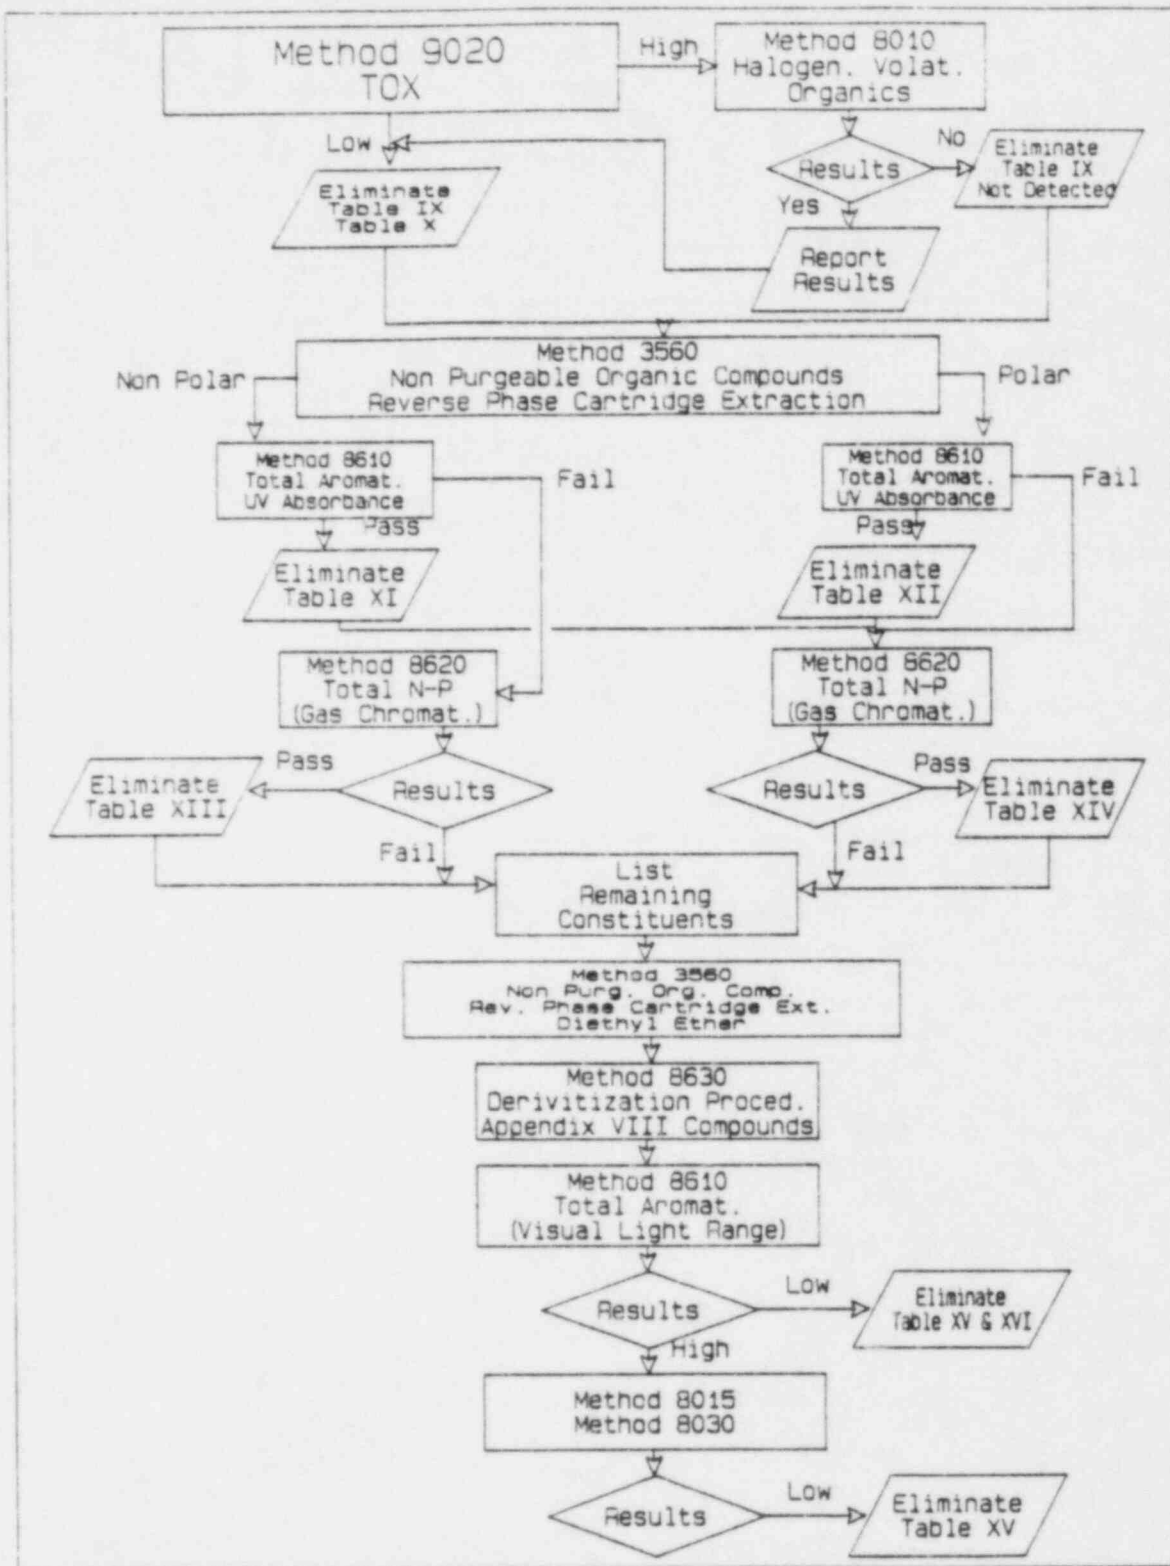 Method 9020
TOX
High
Method 8010
Halogen. Volat.
Organics
Low
Results
No
Eliminate
Table IX
Not Detected
Eliminate
Table IX
Table X
Yes
Report
Results
Method 3560
Non Purgeable Organic Compounds
Reverse Phase Cartridge Extraction
Non Polar
Polar
Method 8610
Total Aromat.
UV Absorbance
Fail
Method 8610
Total Aromat.
UV Absorbance
Fail
Pass
Pass
Eliminate
Table XI
Eliminate
Table XII
Method 8620
Total N-P
(Gas Chromat.)
Method 8620
Total N-P
(Gas Chromat.)
Pass
Eliminate
Table XIII
Results
Results
Pass
Eliminate
Table XIV
Fail
Fail
List
Remaining
Constituents
Method 3560
Non Purg. Org. Comp.
Rev. Phase Cartridge Ext.
Diethyl Ether
Method 8630
Derivitization Proced.
Appendix VIII Compounds
Method 8610
Total Aromat.
(Visual Light Range)
Results
Low
Eliminate
Table XV & XVI
High
Method 8015
Method 8030
Results
Low
Eliminate
Table XV